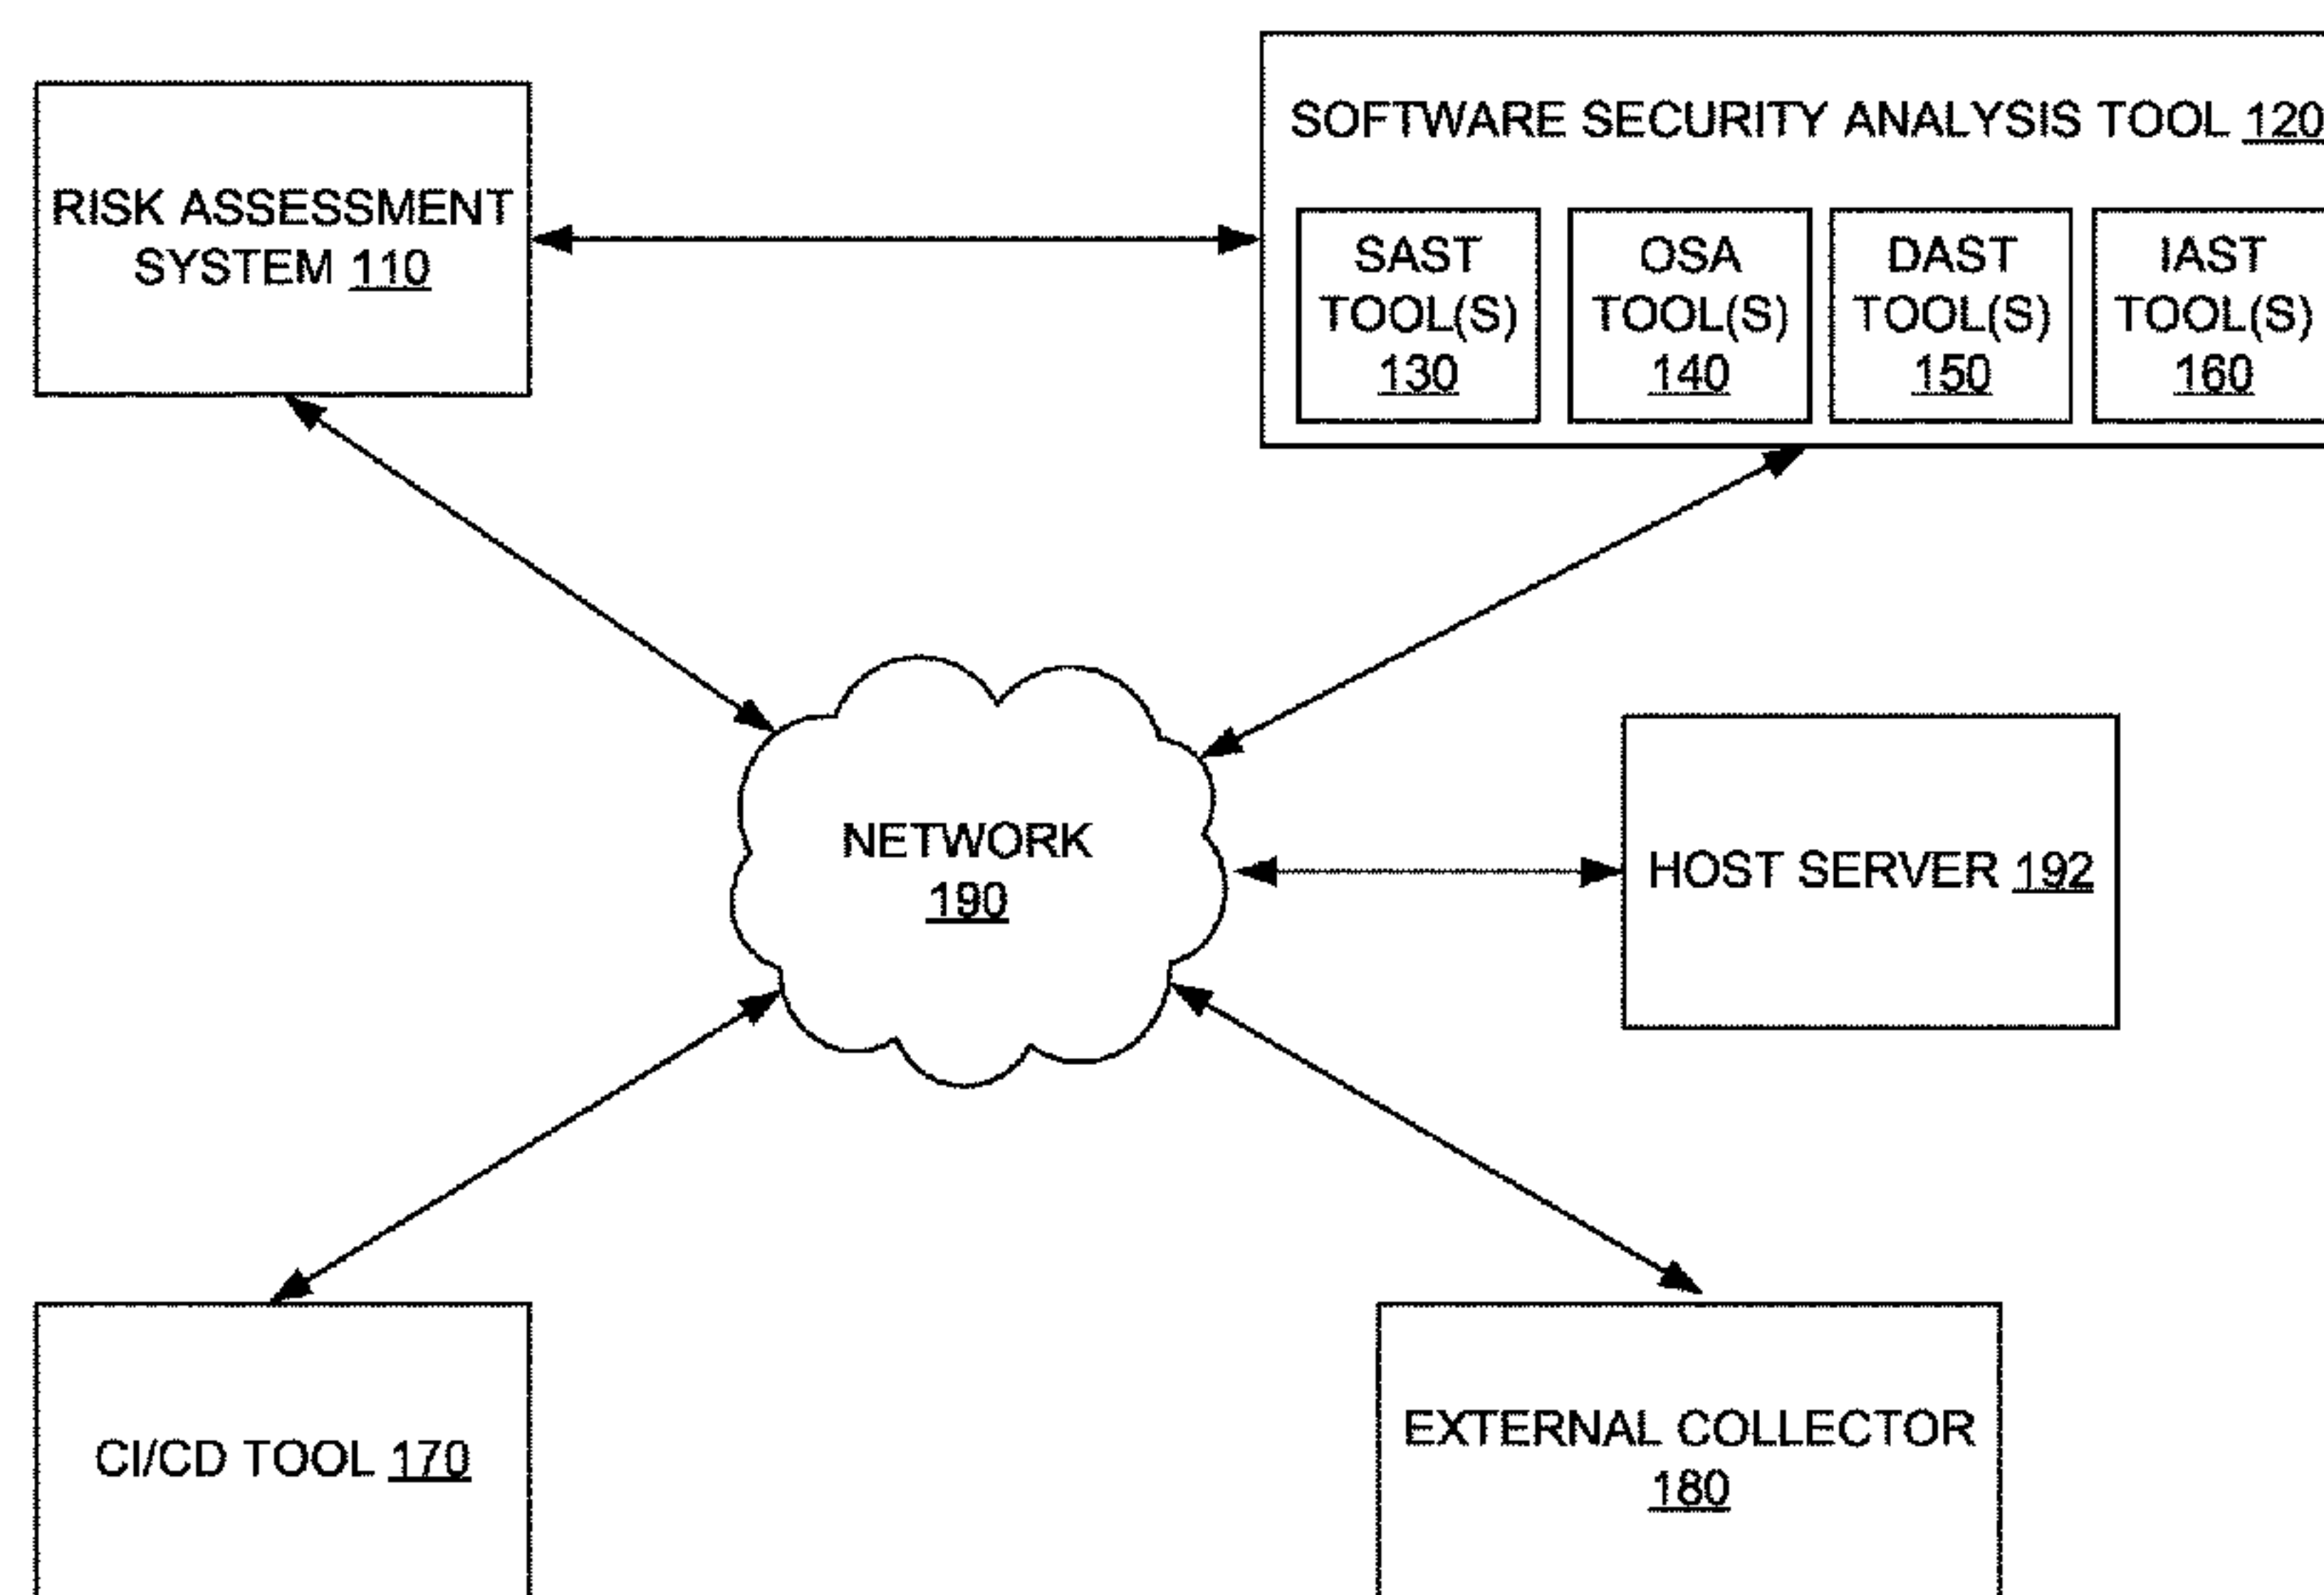 RISK ASSESSMENT
SYSTEM 110
SOFTWARE SECURITY ANALYSIS TOOL 120
SAST
TOOL(S)
130
OSA
TOOL(S)
140
DAST
TOOL(S)
150
IAST
TOOL(S)
160
NETWORK
190
HOST SERVER 192
CI/CD TOOL 170
EXTERNAL COLLECTOR
180